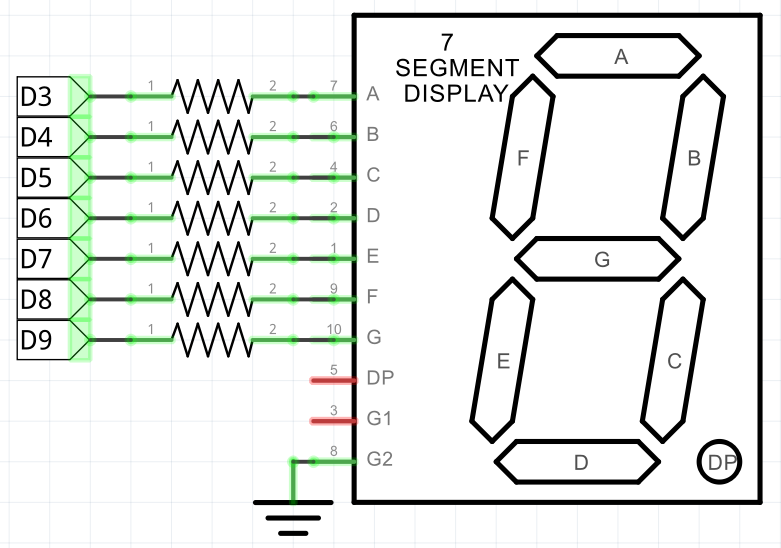 7
SEGMENT
DISPLAY
A
D3 1 2 7 A
D4 1 2 6 B
F B
D5 1 2 4 C
D6 1 2 2 D
D7 1 2 1 E
G
D8 1 2 9 F
D9 1 2 10 G
E C
5 DP
3 G1
8 G2
D DP